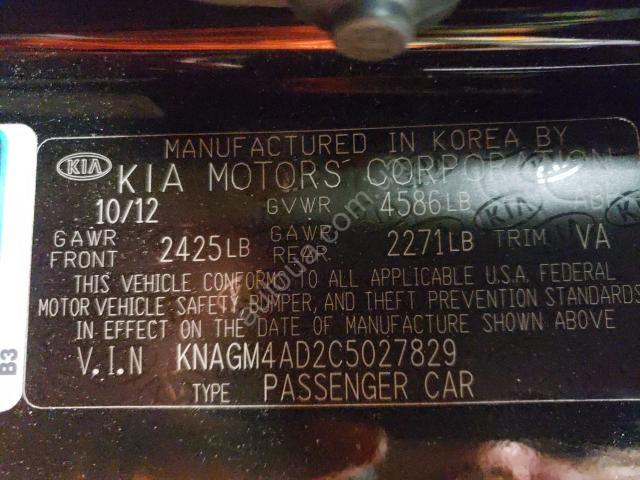 MANUFACTURED IN KOREA BY
KIA KIA MOTORS CORPORATION
10/12 GVWR 4586LB
GAWR FRONT 2425LB GAWR REAR 2271LB TRIM VA
THIS VEHICLE CONFORMS TO ALL APPLICABLE U.S.A. FEDERAL
MOTOR VEHICLE SAFETY, BUMPER, AND THEFT PREVENTION STANDARDS
IN EFFECT ON THE DATE OF MANUFACTURE SHOWN ABOVE
V.I.N KNAGM4AD2C5027829
TYPE PASSENGER CAR
B3